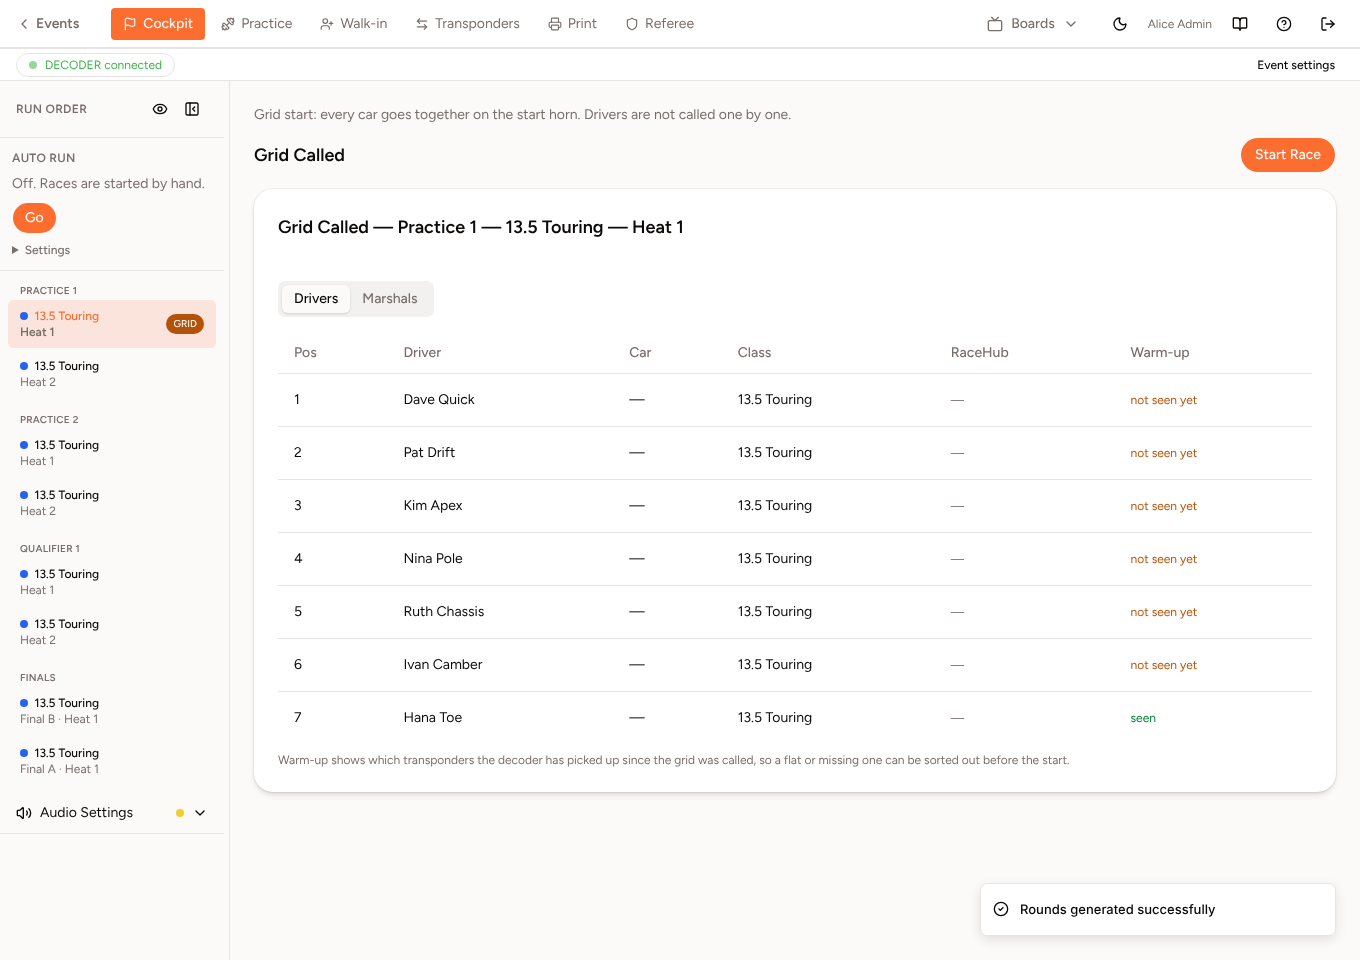 Events
Cockpit
Practice
Walk-in
Transponders
Print
Referee
Boards
Alice Admin
DECODER connected
Event settings
RUN ORDER
AUTO RUN
Off. Races are started by hand.
Go
Settings
PRACTICE 1
13.5 Touring
Heat 1
GRID
13.5 Touring
Heat 2
PRACTICE 2
13.5 Touring
Heat 1
13.5 Touring
Heat 2
QUALIFIER 1
13.5 Touring
Heat 1
13.5 Touring
Heat 2
FINALS
13.5 Touring
Final B · Heat 1
13.5 Touring
Final A · Heat 1
Audio Settings
Grid start: every car goes together on the start horn. Drivers are not called one by one.
Grid Called
Start Race
Grid Called — Practice 1 — 13.5 Touring — Heat 1
Drivers Marshals
Pos Driver Car Class RaceHub Warm-up
1 Dave Quick — 13.5 Touring — not seen yet
2 Pat Drift — 13.5 Touring — not seen yet
3 Kim Apex — 13.5 Touring — not seen yet
4 Nina Pole — 13.5 Touring — not seen yet
5 Ruth Chassis — 13.5 Touring — not seen yet
6 Ivan Camber — 13.5 Touring — not seen yet
7 Hana Toe — 13.5 Touring — seen
Warm-up shows which transponders the decoder has picked up since the grid was called, so a flat or missing one can be sorted out before the start.
Rounds generated successfully